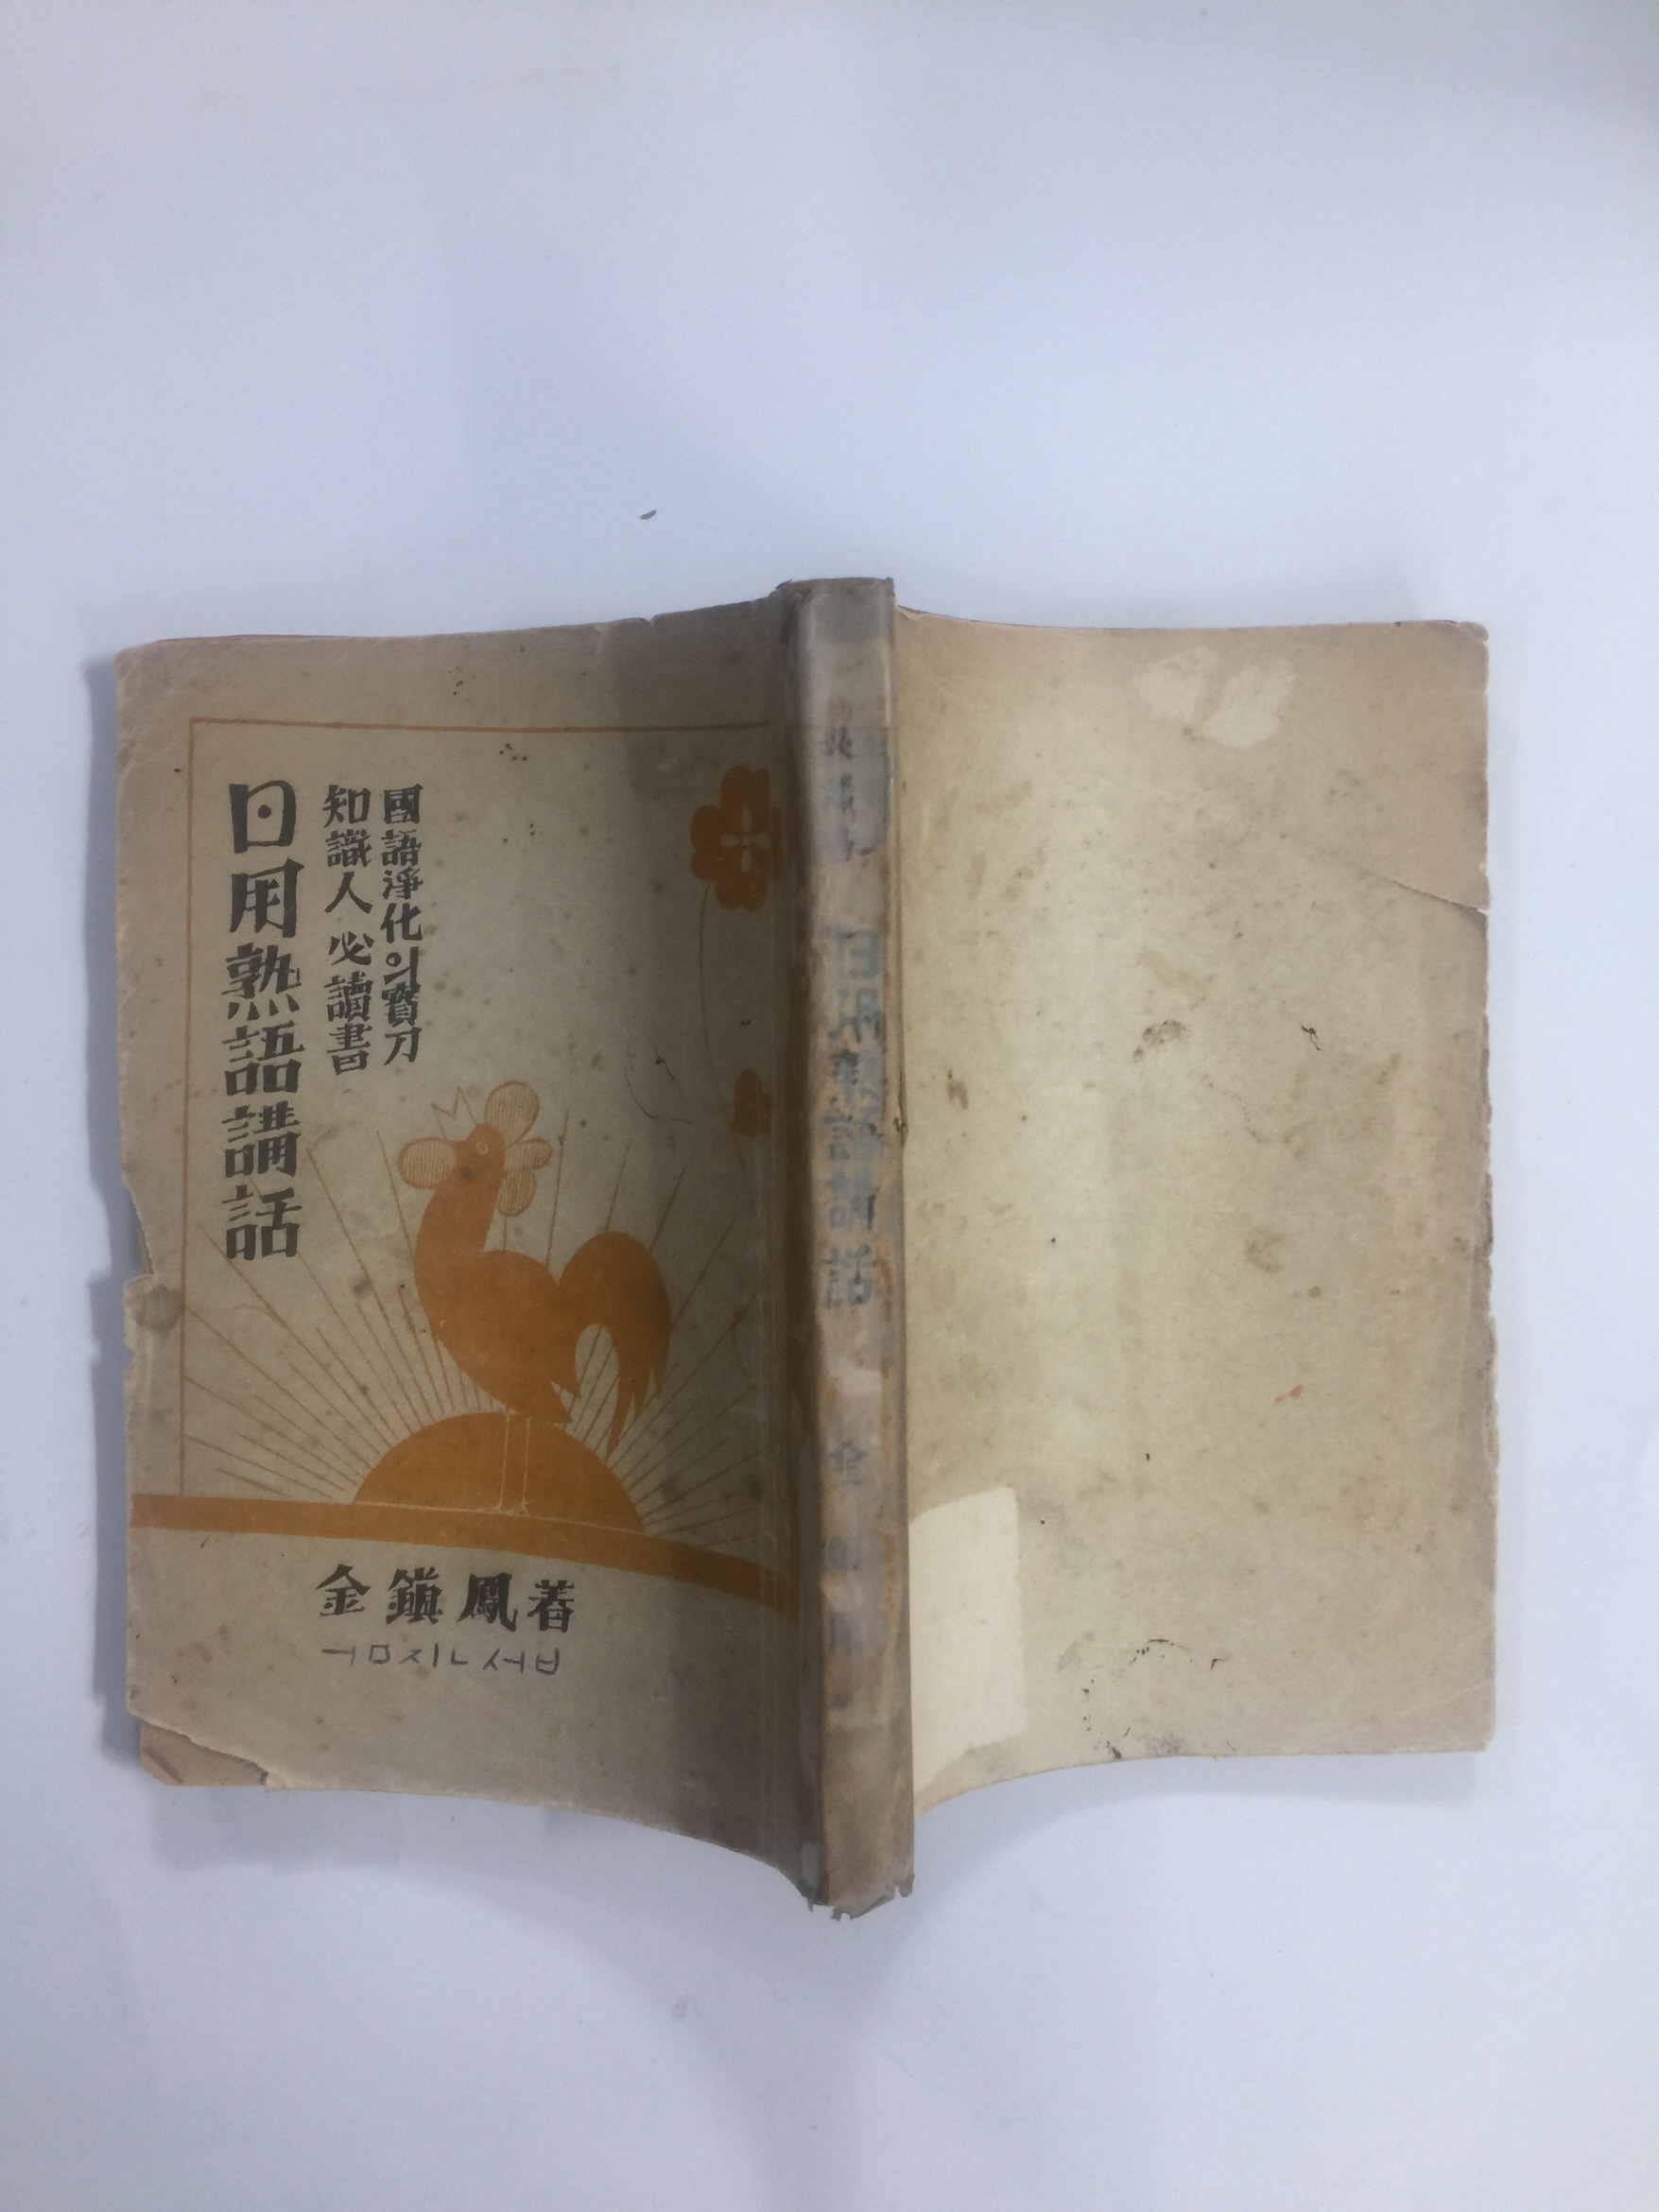 國語淨化의寶刀
知識人必讀書
日用熟語講話
金鎭鳳著
日用熟語講話
金